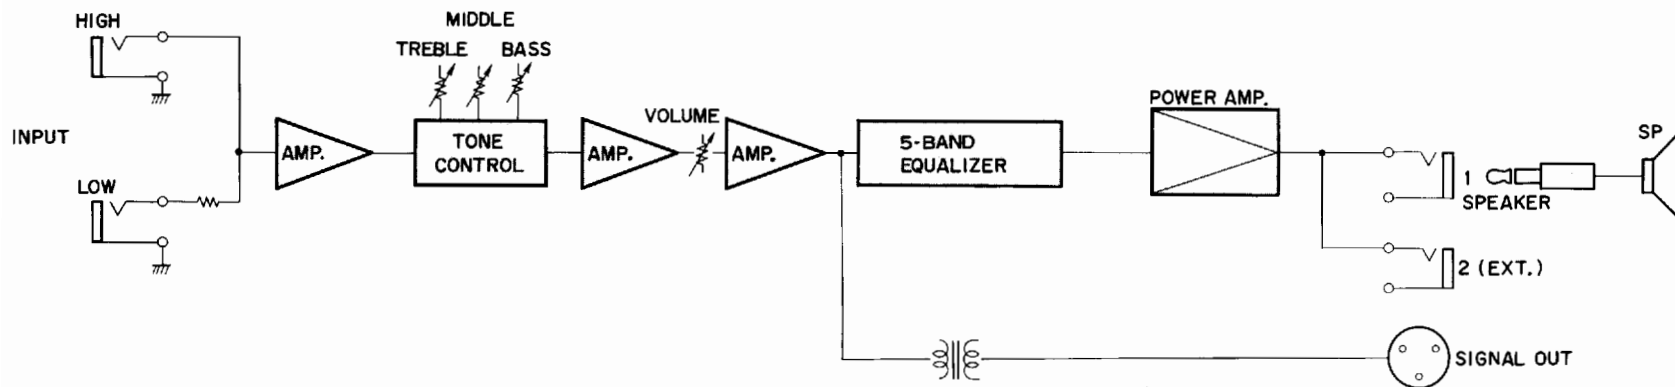 HIGH
INPUT
LOW
AMP.
MIDDLE
TREBLE BASS
TONE
CONTROL
AMP.
VOLUME
AMP.
5-BAND
EQUALIZER
POWER AMP.
1
SPEAKER
SP
2 (EXT.)
SIGNAL OUT